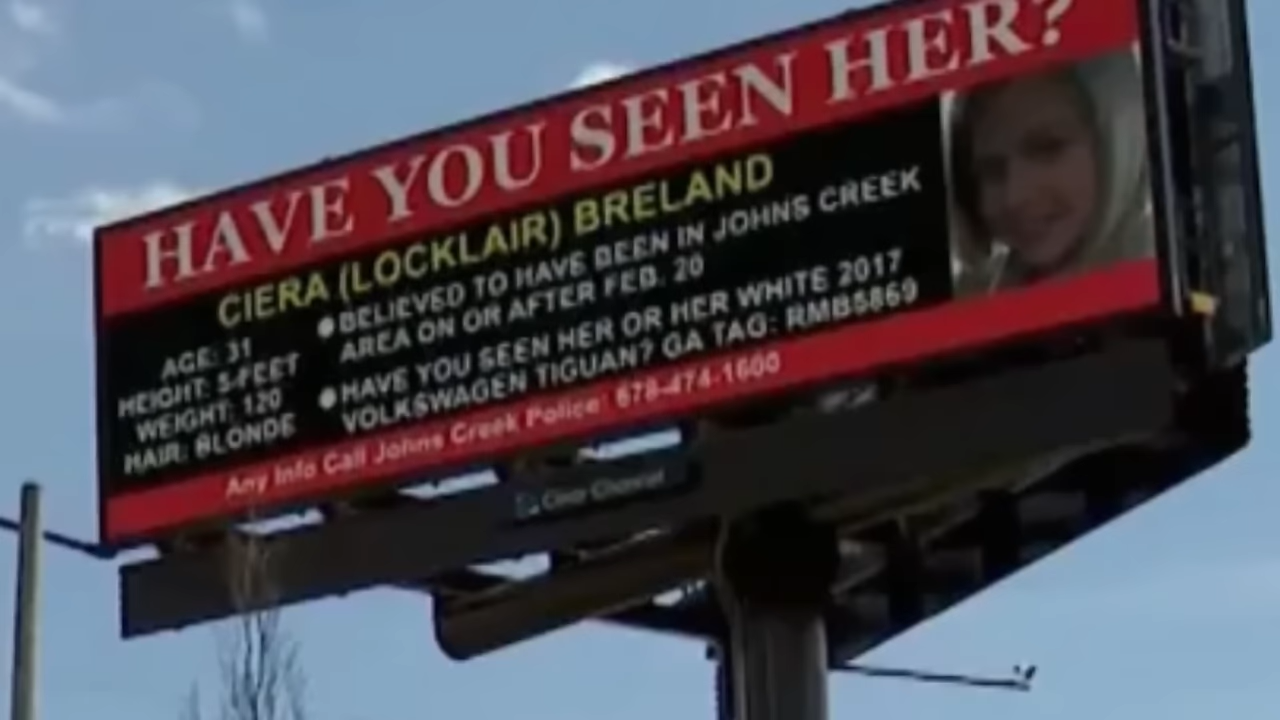 HAVE YOU SEEN HER?
CIERA (LOCKLAIR) BRELAND
AGE: 31
HEIGHT: 5-FEET
WEIGHT: 120
HAIR: BLONDE
●BELIEVED TO HAVE BEEN IN JOHNS CREEK
AREA ON OR AFTER FEB. 20
●HAVE YOU SEEN HER OR HER WHITE 2017
VOLKSWAGEN TIGUAN? GA TAG: RMB5869
Any Info Call Johns Creek Police: 678-474-1600
Clear Channel